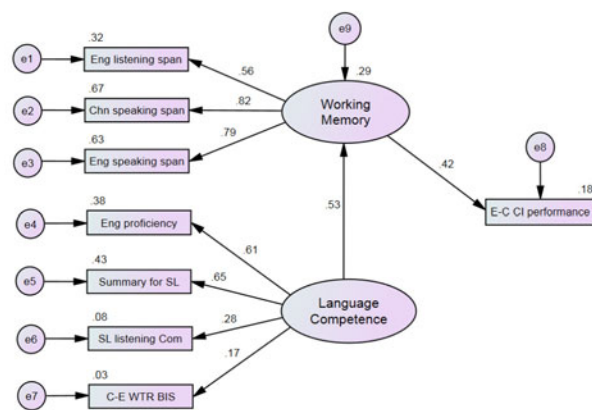 .32
e1
Eng listening span
.56
e9
.29
Working
Memory
.67
e2
Chn speaking span
.82
.63
e3
Eng speaking span
.79
.42
e8
.18
E-C CI performance
.53
.38
e4
Eng proficiency
.61
.43
e5
Summary for SL
.65
Language
Competence
.08
e6
SL listening Com
.28
.17
.03
e7
C-E WTR BIS